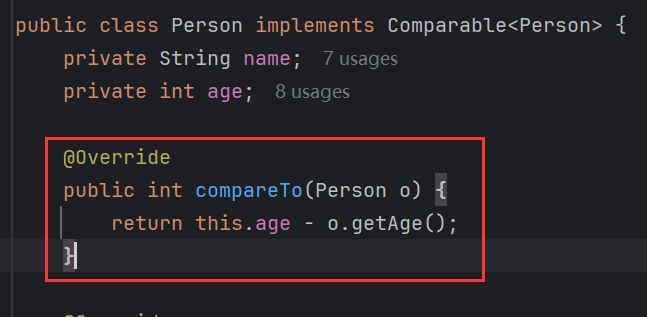 public class Person implements Comparable<Person> {
private String name; 7 usages
private int age; 8 usages
@Override
public int compareTo(Person o) {
return this.age - o.getAge();
}